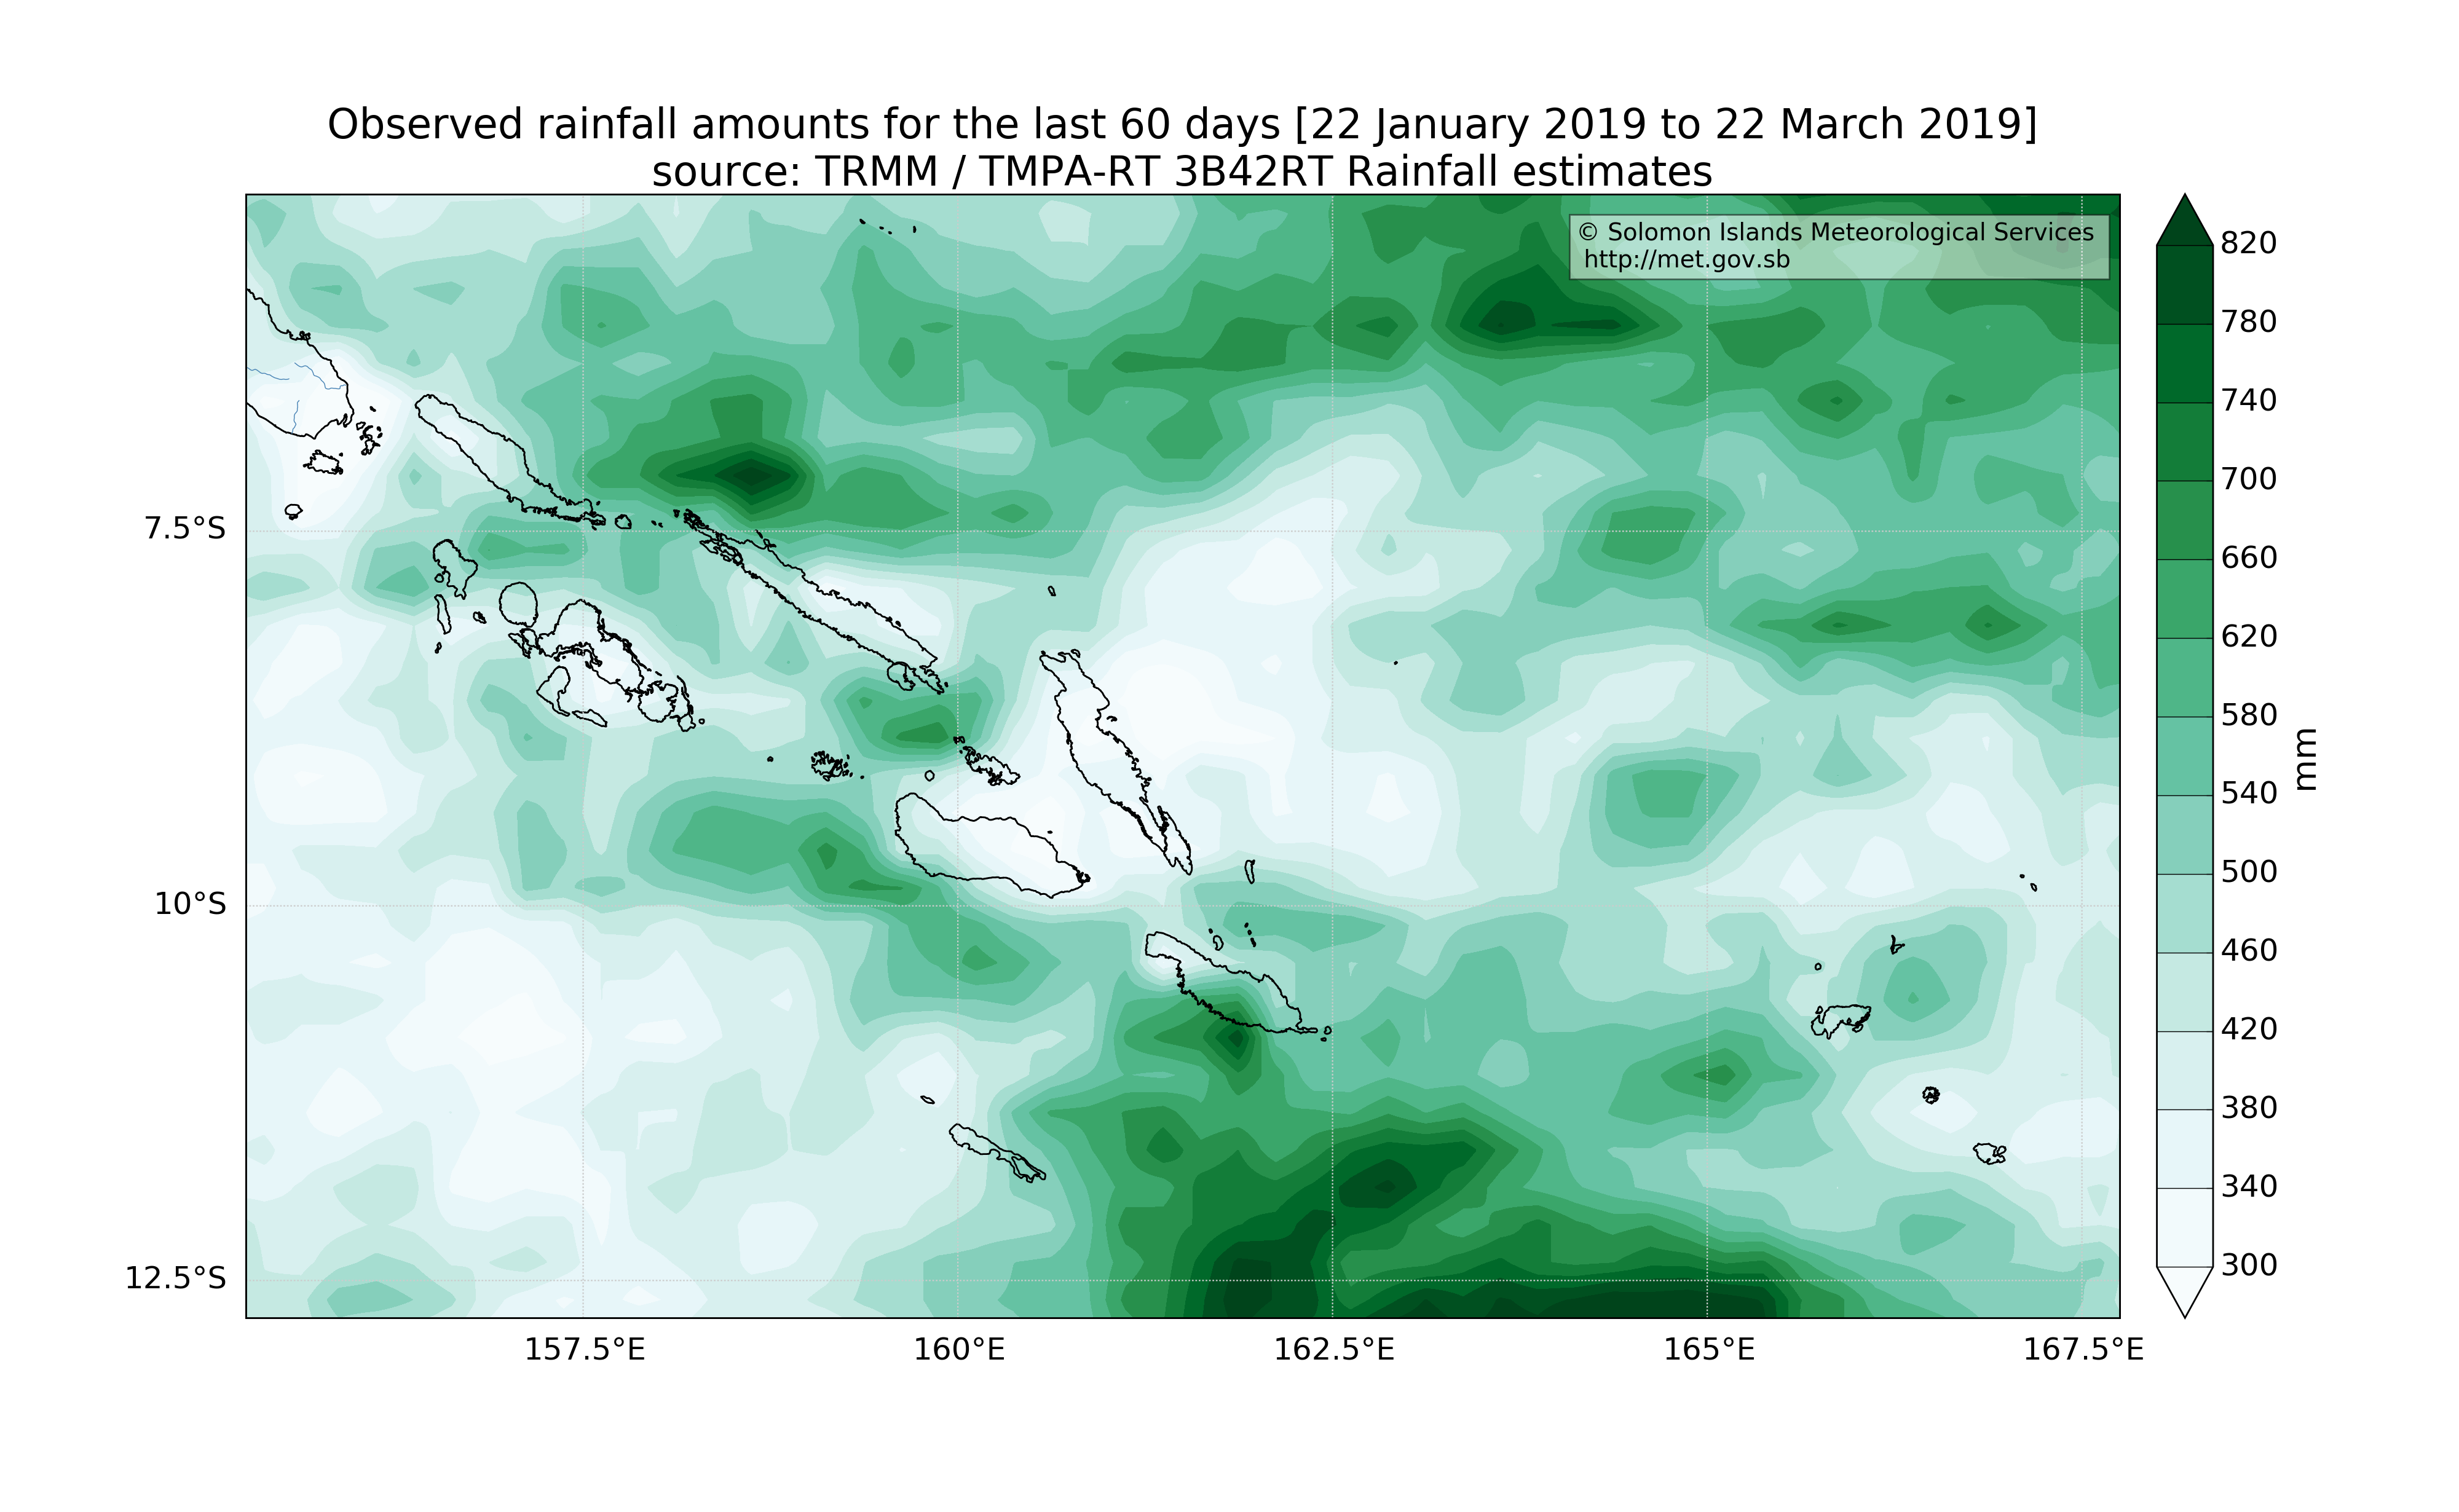 Observed rainfall amounts for the last 60 days [22 January 2019 to 22 March 2019]
source: TRMM / TMPA-RT 3B42RT Rainfall estimates
© Solomon Islands Meteorological Services
http://met.gov.sb
7.5°S
10°S
12.5°S
157.5°E
160°E
162.5°E
165°E
167.5°E
820
780
740
700
660
620
580
540
500
460
420
380
340
300
mm